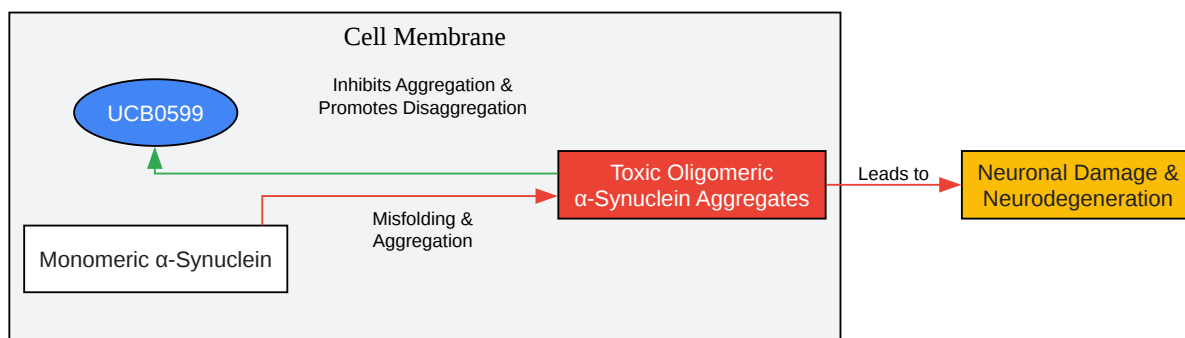 Cell Membrane
Inhibits Aggregation &
Promotes Disaggregation
UCB0599
Toxic Oligomeric
α-Synuclein Aggregates
Leads to
Neuronal Damage &
Neurodegeneration
Misfolding &
Aggregation
Monomeric α-Synuclein